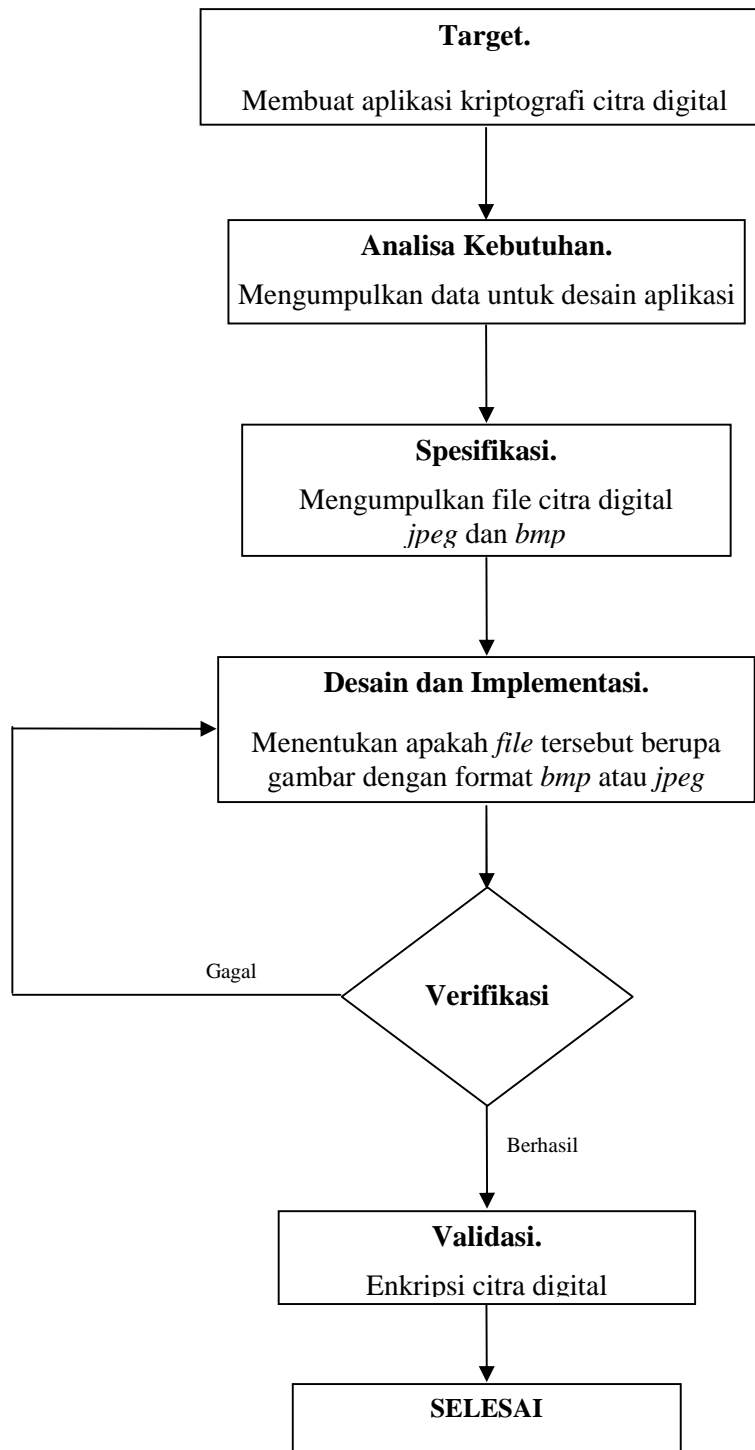 Target.
Membuat aplikasi kriptografi citra digital
Analisa Kebutuhan.
Mengumpulkan data untuk desain aplikasi
Spesifikasi.
Mengumpulkan file citra digital
jpeg dan bmp
Desain dan Implementasi.
Menentukan apakah file tersebut berupa
gambar dengan format bmp atau jpeg
Gagal
Verifikasi
Berhasil
Validasi.
Enkripsi citra digital
SELESAI